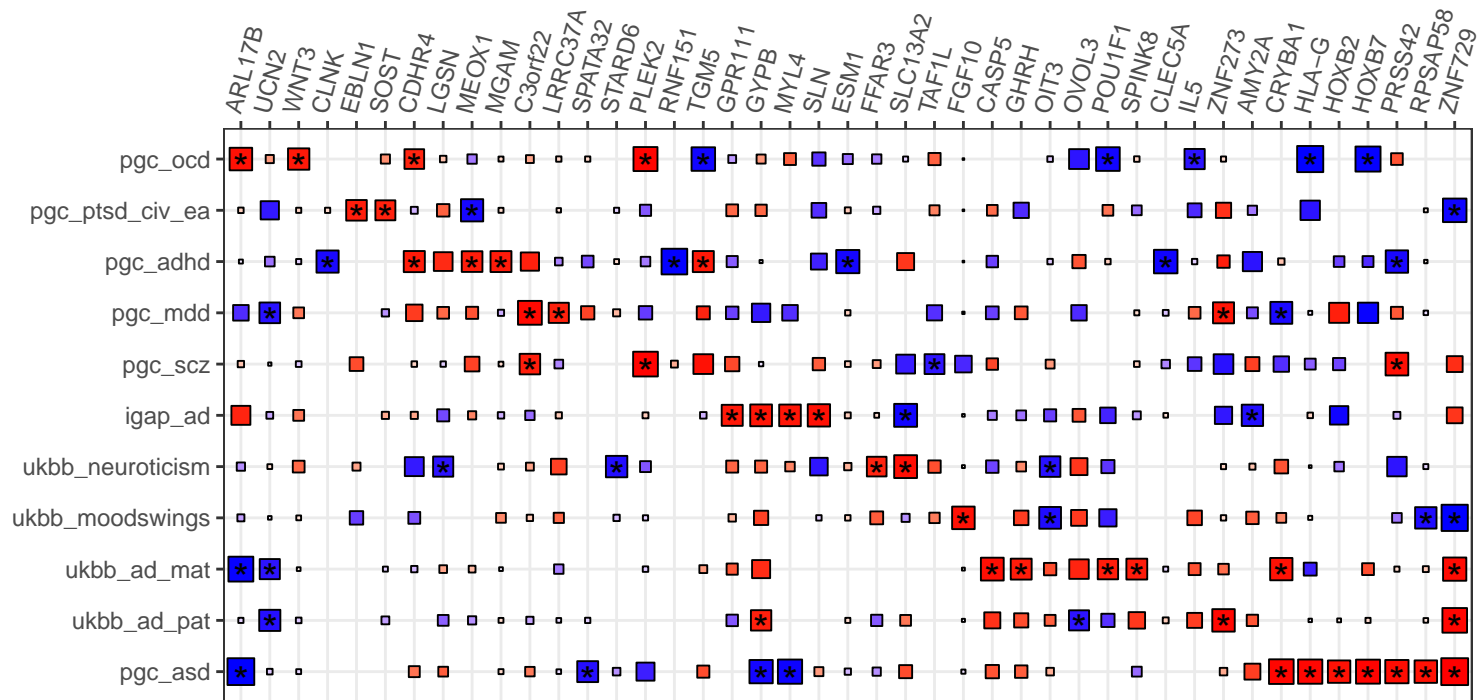 ARL17B
UCN2
WNT3
CLNK
EBLN1
SOST
CDHR4
LGSN
MEOX1
MGAM
C3orf22
LRRC37A
SPATA32
STARD6
PLEK2
RNF151
TGM5
GPR111
GYPB
MYL4
SLN
ESM1
FFAR3
SLC13A2
TAF1L
FGF10
CASP5
GHRH
OIT3
OVOL3
POU1F1
SPINK8
CLEC5A
IL5
ZNF273
AMY2A
CRYBA1
HLA-G
HOXB2
HOXB7
PRSS42
RPSAP58
ZNF729
pgc_ocd
pgc_ptsd_civ_ea
pgc_adhd
pgc_mdd
pgc_scz
igap_ad
ukbb_neuroticism
ukbb_moodswings
ukbb_ad_mat
ukbb_ad_pat
pgc_asd